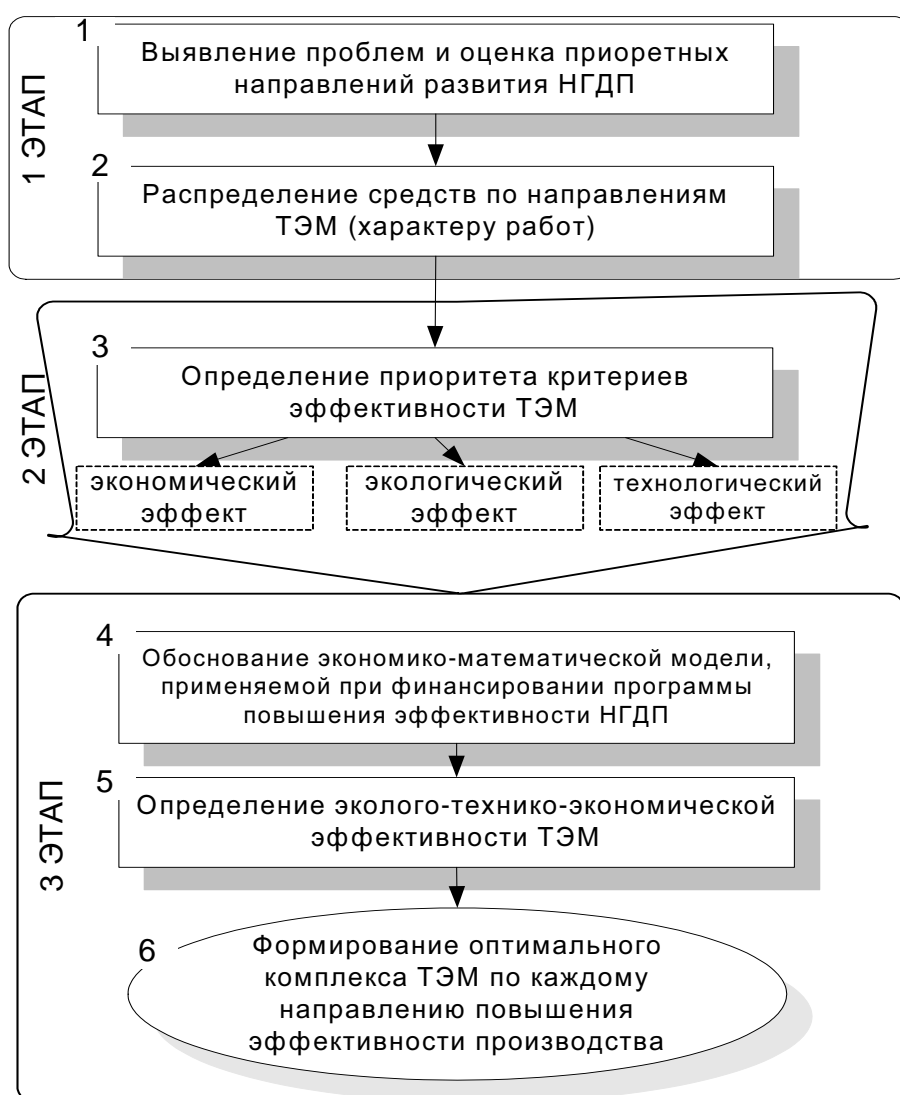 1 ЭТАП
1
Выявление проблем и оценка приоретных
направлений развития НГДП
2
Распределение средств по направлениям
ТЭМ (характеру работ)
2 ЭТАП
3
Определение приоритета критериев
эффективности ТЭМ
экономический
эффект
экологический
эффект
технологический
эффект
3 ЭТАП
4
Обоснование экономико-математической модели,
применяемой при финансировании программы
повышения эффективности НГДП
5
Определение эколого-технико-экономической
эффективности ТЭМ
6
Формирование оптимального
комплекса ТЭМ по каждому
направлению повышения
эффективности производства